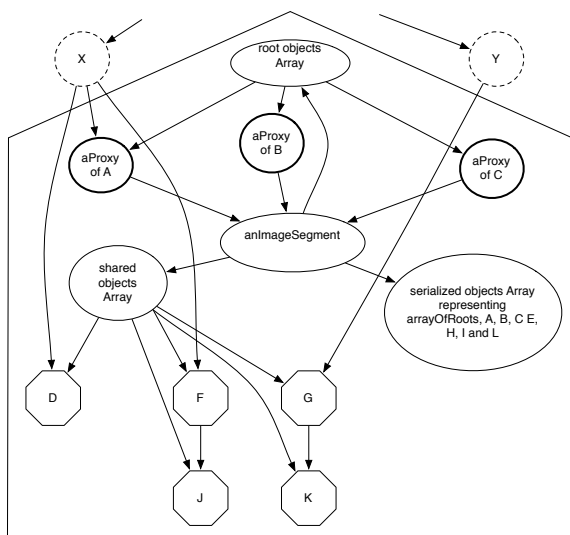 X
root objects
Array
Y
aProxy
of A
aProxy
of B
aProxy
of C
anImageSegment
shared
objects
Array
serialized objects Array
representing
arrayOfRoots, A, B, C E,
H, I and L
D
F
G
J
K